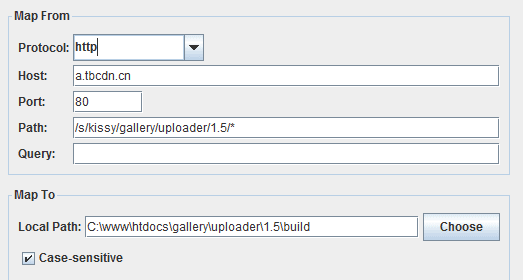 Map From
Protocol: http
Host: a.tbcdn.cn
Port: 80
Path: /s/kissy/gallery/uploader/1.5/*
Query:
Map To
Local Path: C:\www\htdocs\gallery\uploader\1.5\build Choose
Case-sensitive